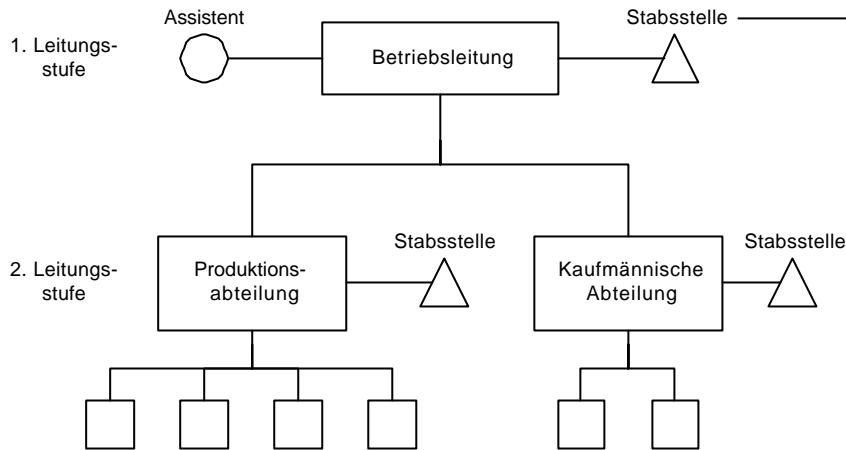 Assistent
Stabsstelle
1. Leitungs-
stufe
Betriebsleitung
Stabsstelle
Stabsstelle
2. Leitungs-
stufe
Produktions-
abteilung
Kaufmännische
Abteilung